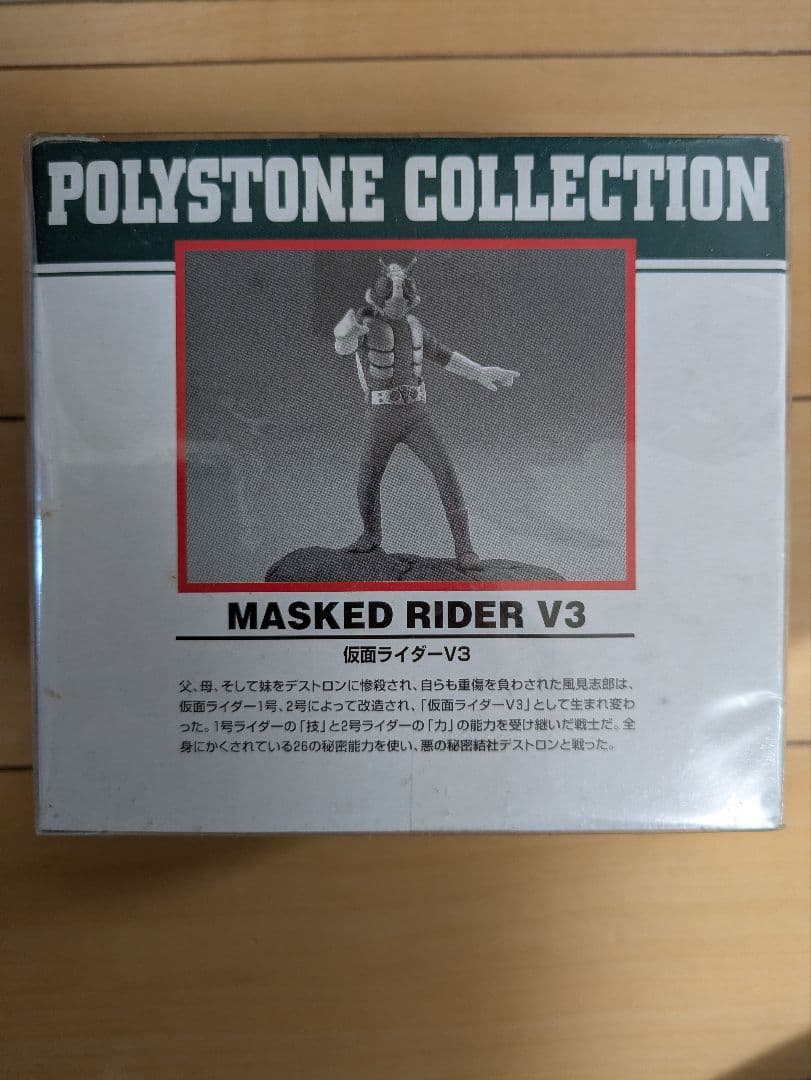 POLYSTONE COLLECTION
MASKED RIDER V3
仮面ライダーV3
父、母、そして妹をデストロンに惨殺され、自らも重傷を負わされた風見志郎は、
仮面ライダー1号、2号によって改造され、「仮面ライダーV3」として生まれ変わ
った。1号ライダーの「技」と2号ライダーの「力」の能力を受け継いだ戦士だ。全
身にかくされている26の秘密能力を使い、悪の秘密結社デストロンと戦った。